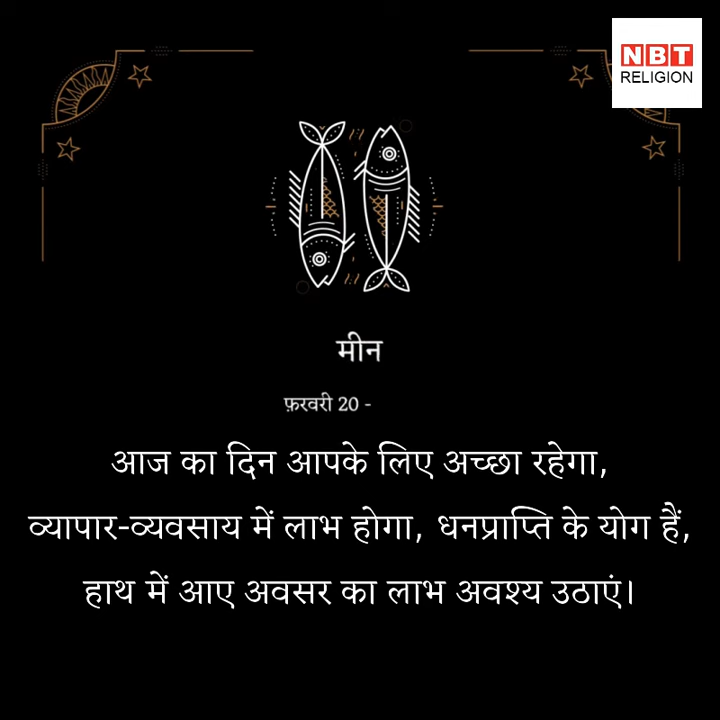 NBT
RELIGION
मीन
फ़रवरी 20 -
आज का दिन आपके लिए अच्छा रहेगा,
व्यापार-व्यवसाय में लाभ होगा, धनप्राप्ति के योग हैं,
हाथ में आए अवसर का लाभ अवश्य उठाएं।